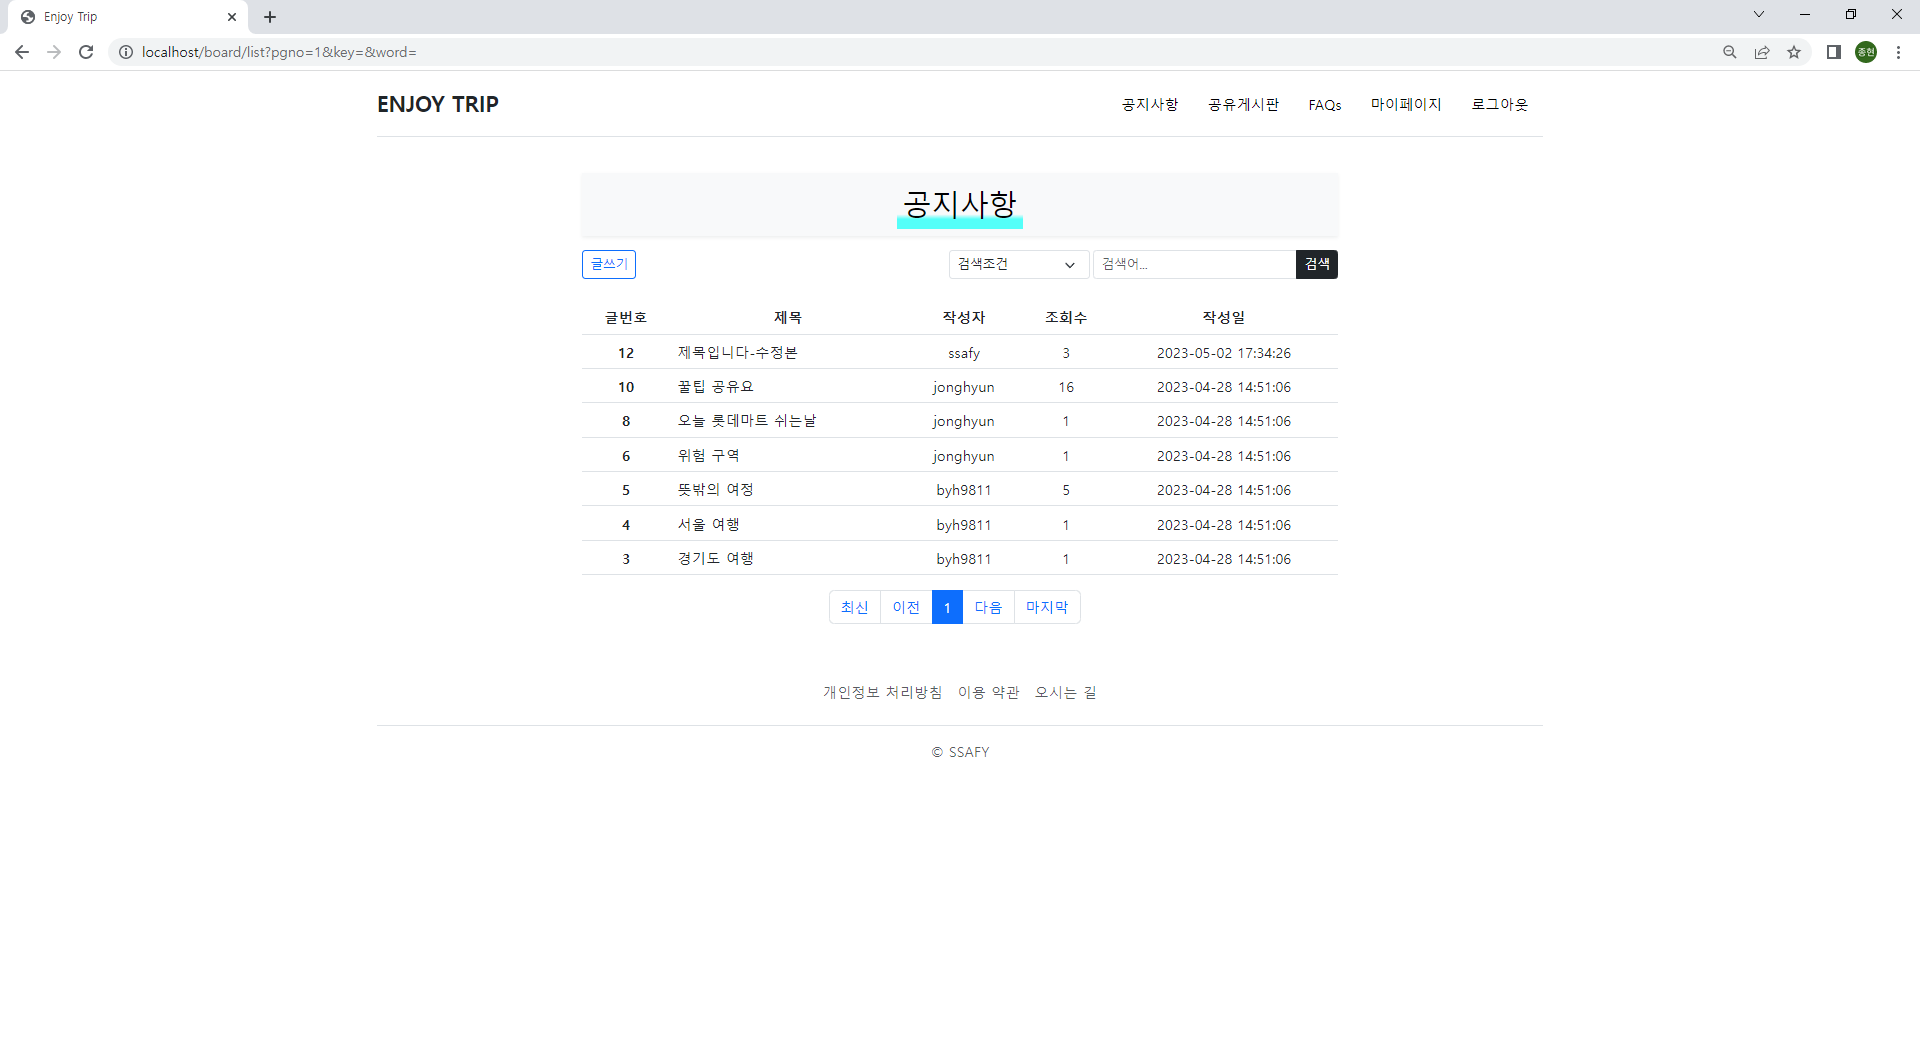 Enjoy Trip
localhost/board/list?pgno=1&key=&word=
종현
ENJOY TRIP 공지사항 공유게시판 FAQs 마이페이지 로그아웃
공지사항
글쓰기 검색조건 검색어... 검색
글번호 제목 작성자 조회수 작성일
12 제목입니다-수정본 ssafy 3 2023-05-02 17:34:26
10 꿀팁 공유요 jonghyun 16 2023-04-28 14:51:06
8 오늘 롯데마트 쉬는날 jonghyun 1 2023-04-28 14:51:06
6 위험 구역 jonghyun 1 2023-04-28 14:51:06
5 뜻밖의 여정 byh9811 5 2023-04-28 14:51:06
4 서울 여행 byh9811 1 2023-04-28 14:51:06
3 경기도 여행 byh9811 1 2023-04-28 14:51:06
최신 이전 1 다음 마지막
개인정보 처리방침 이용 약관 오시는 길
© SSAFY